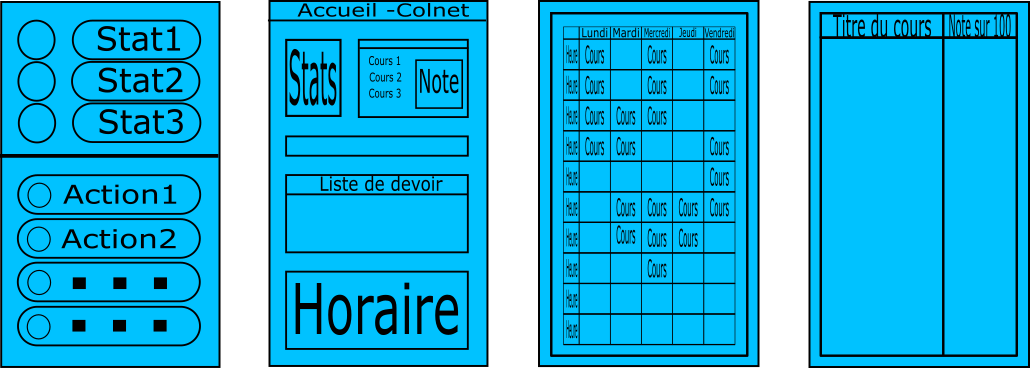 Stat1
Stat2
Stat3
Action1
Action2
Accueil -Colnet
Stats
Cours 1
Cours 2
Cours 3
Note
Liste de devoir
Horaire
Lundi Mardi Mercredi Jeudi Vendredi
Heure Cours Cours Cours
Heure Cours Cours Cours
Heure Cours Cours Cours
Heure Cours Cours Cours
Heure Cours
Heure Cours Cours Cours Cours
Heure Cours Cours Cours
Heure Cours
Heure
Heure
Titre du cours Note sur 100